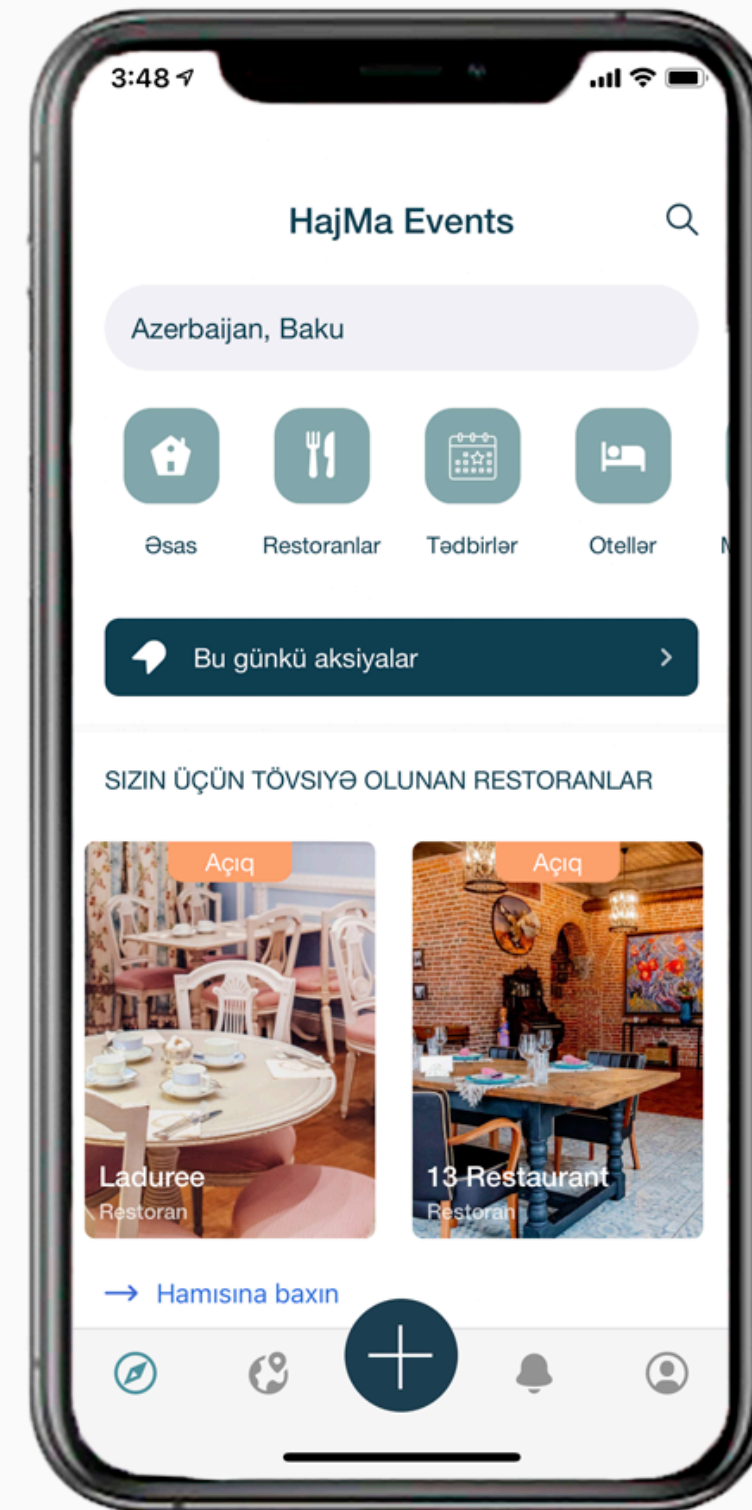 3:48
HajMa Events
Azerbaijan, Baku
Əsas
Restoranlar
Tədbirlər
Otellər
Bu günkü aksiyalar
SIZIN ÜÇÜN TÖVSIYƏ OLUNAN RESTORANLAR
Açıq
Açıq
Laduree
Restoran
13 Restaurant
Restoran
Hamısına baxın